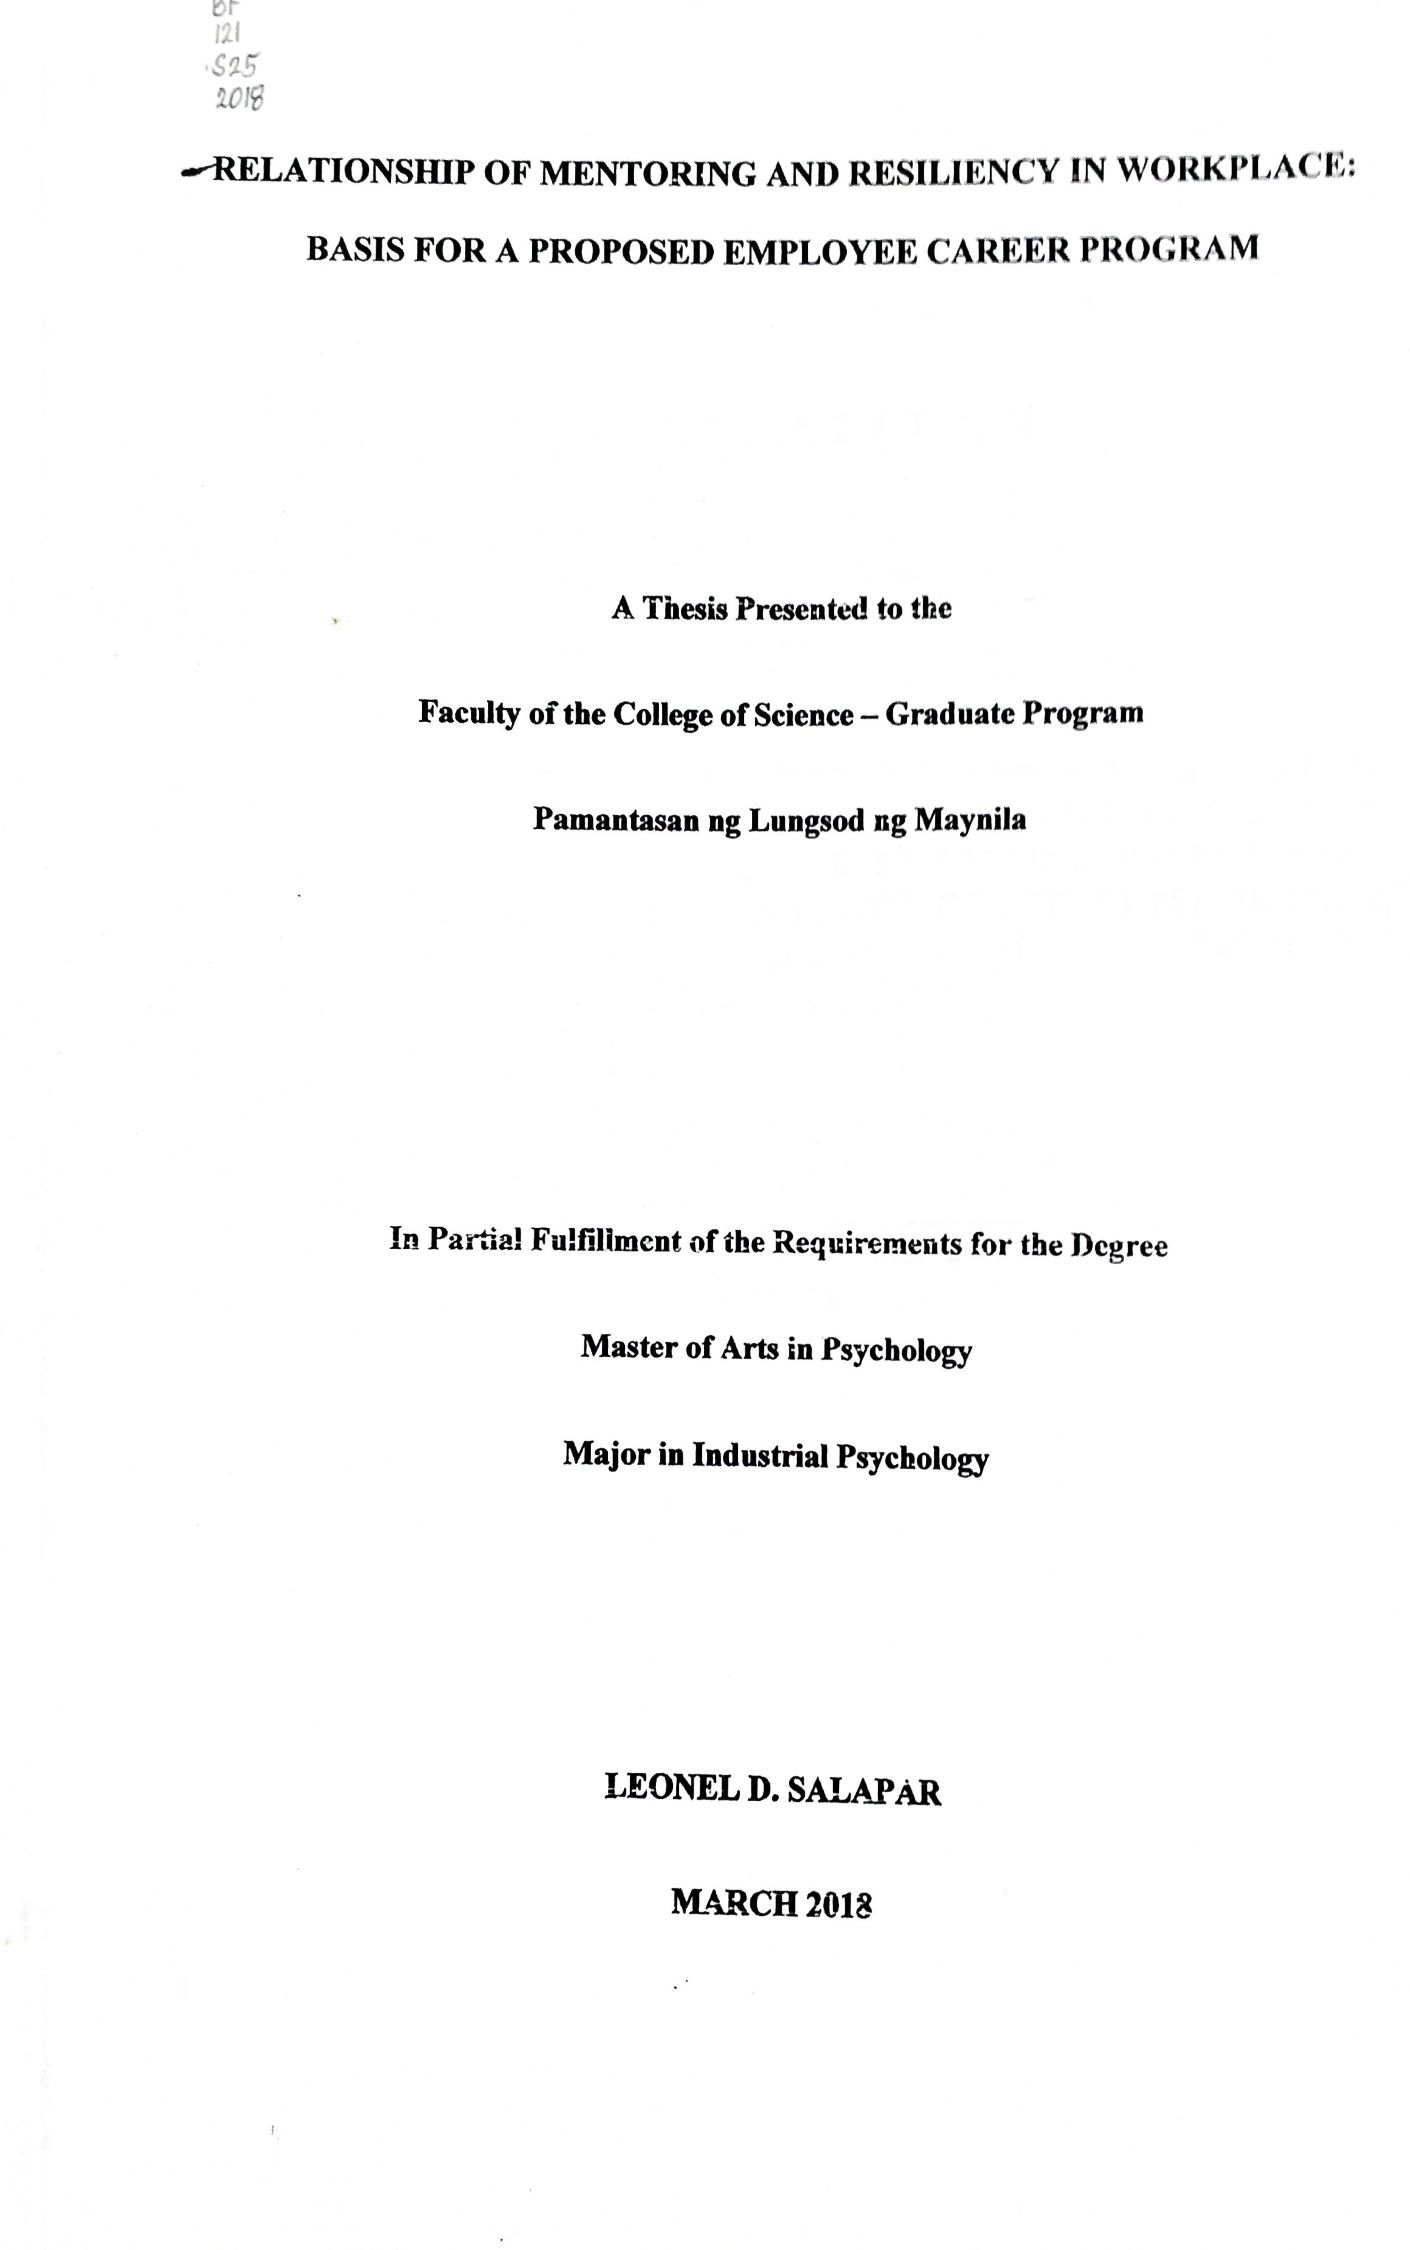 BF
121
.S25
2018
RELATIONSHIP OF MENTORING AND RESILIENCY IN WORKPLACE:
BASIS FOR A PROPOSED EMPLOYEE CAREER PROGRAM
A Thesis Presented to the
Faculty of the College of Science – Graduate Program
Pamantasan ng Lungsod ng Maynila
In Partial Fulfillment of the Requirements for the Degree
Master of Arts in Psychology
Major in Industrial Psychology
LEONEL D. SALAPAR
MARCH 2018